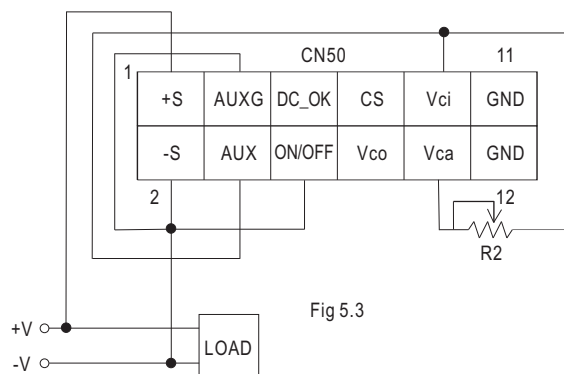 CN50
1
11
+S AUXG DC_OK CS Vci GND
-S AUX ON/OFF Vco Vca GND
2
12
R2
Fig 5.3
+V
LOAD
-V